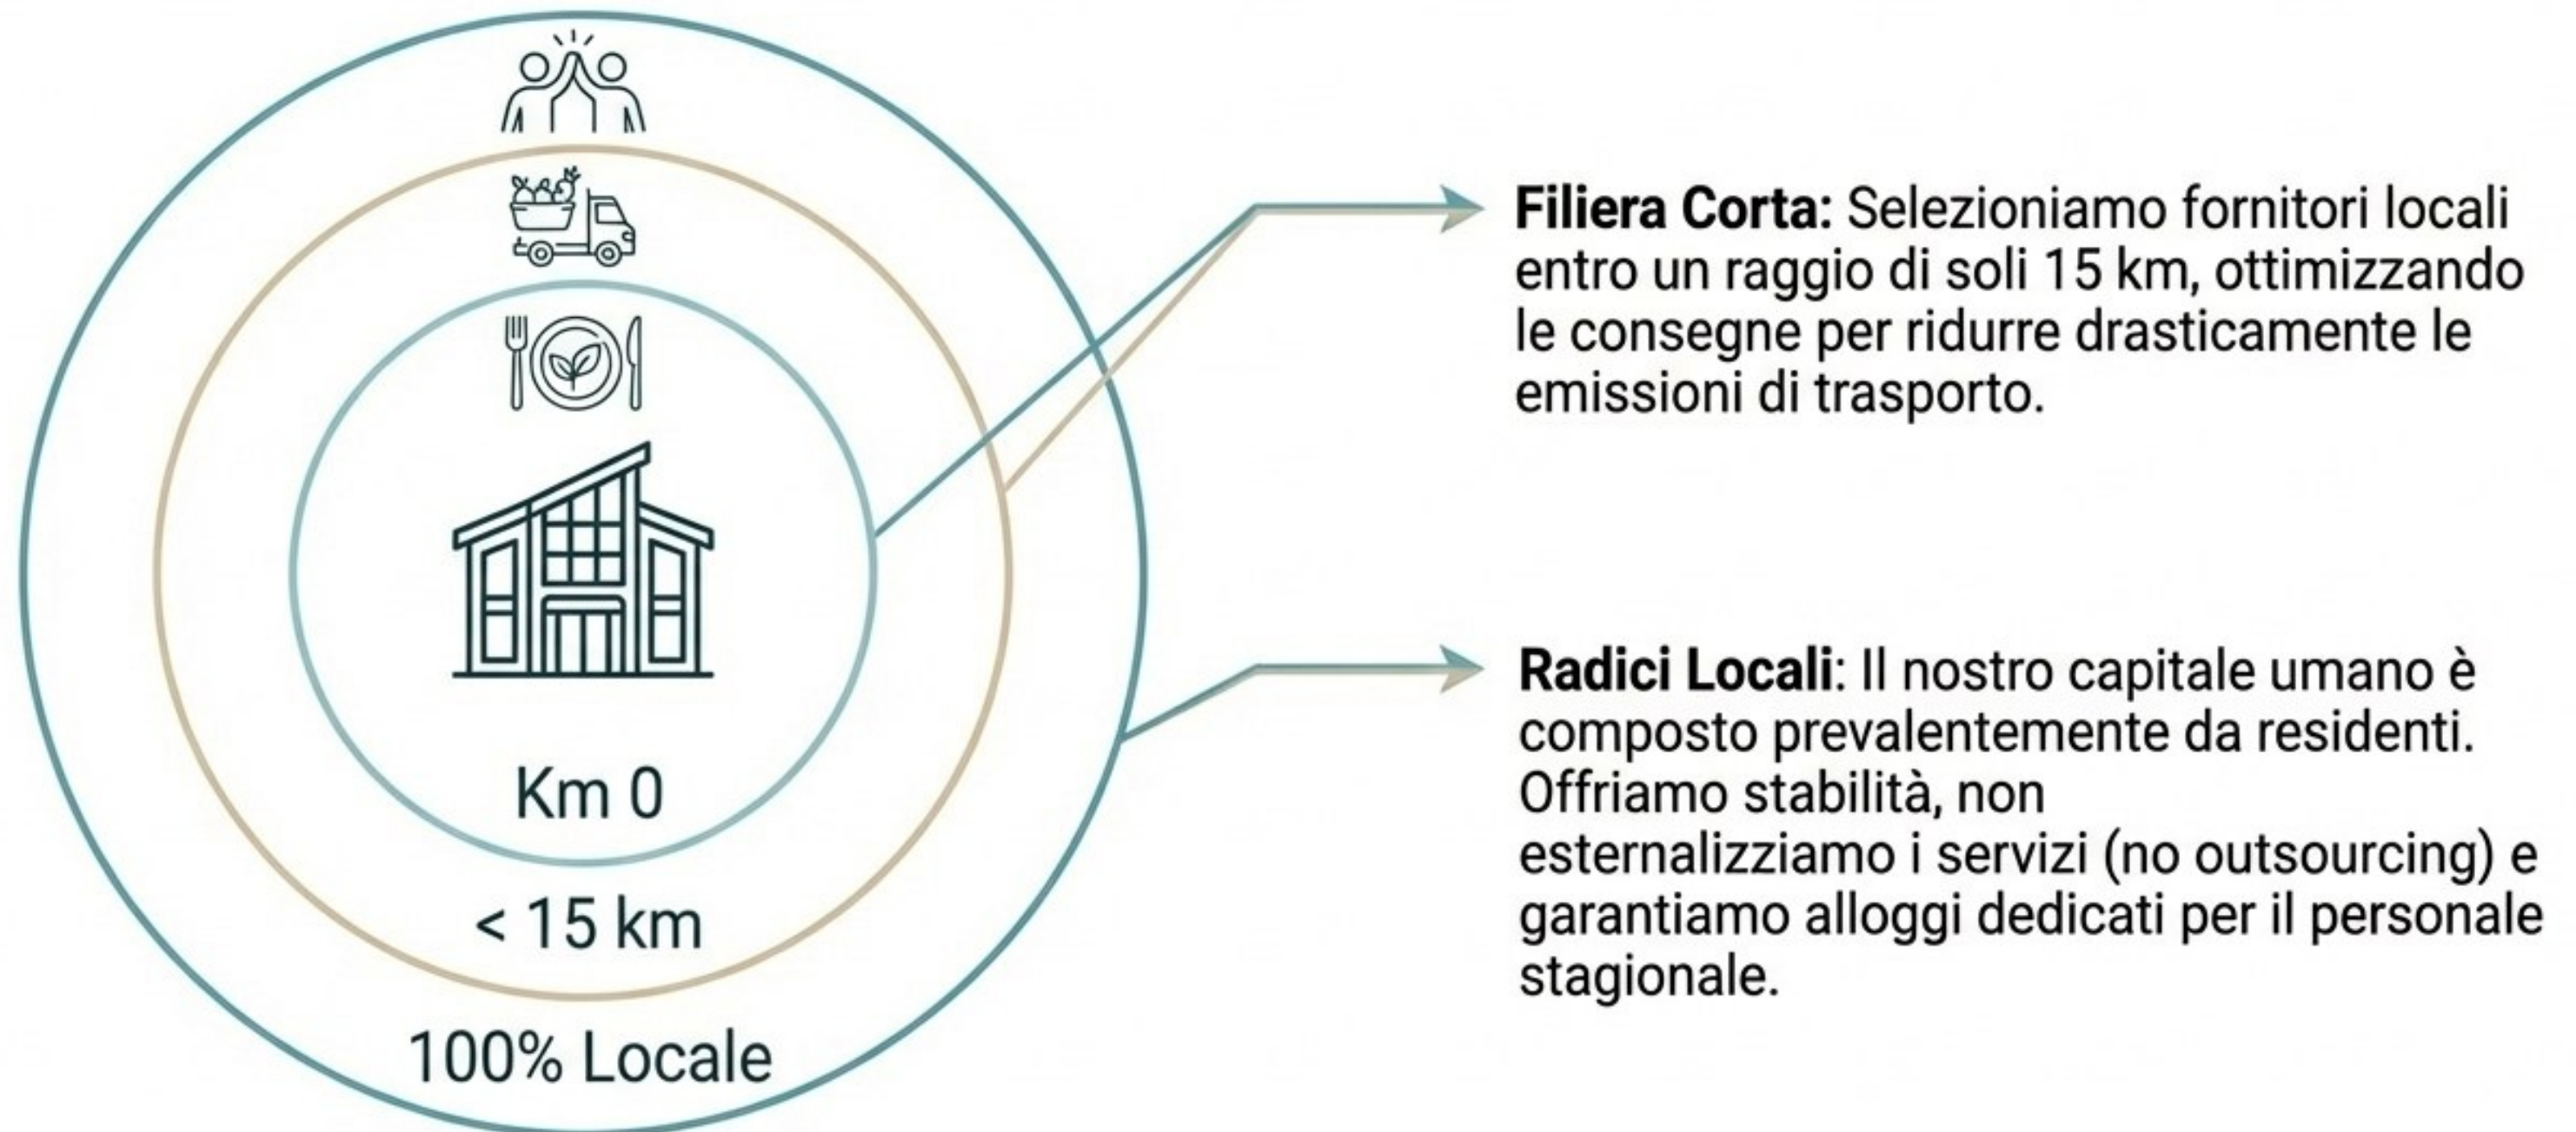 Km 0
< 15 km
100% Locale
Filiera Corta: Selezioniamo fornitori locali
entro un raggio di soli 15 km, ottimizzando
le consegne per ridurre drasticamente le
emissioni di trasporto.
Radici Locali: Il nostro capitale umano è
composto prevalentemente da residenti.
Offriamo stabilità, non
esternalizziamo i servizi (no outsourcing) e
garantiamo alloggi dedicati per il personale
stagionale.